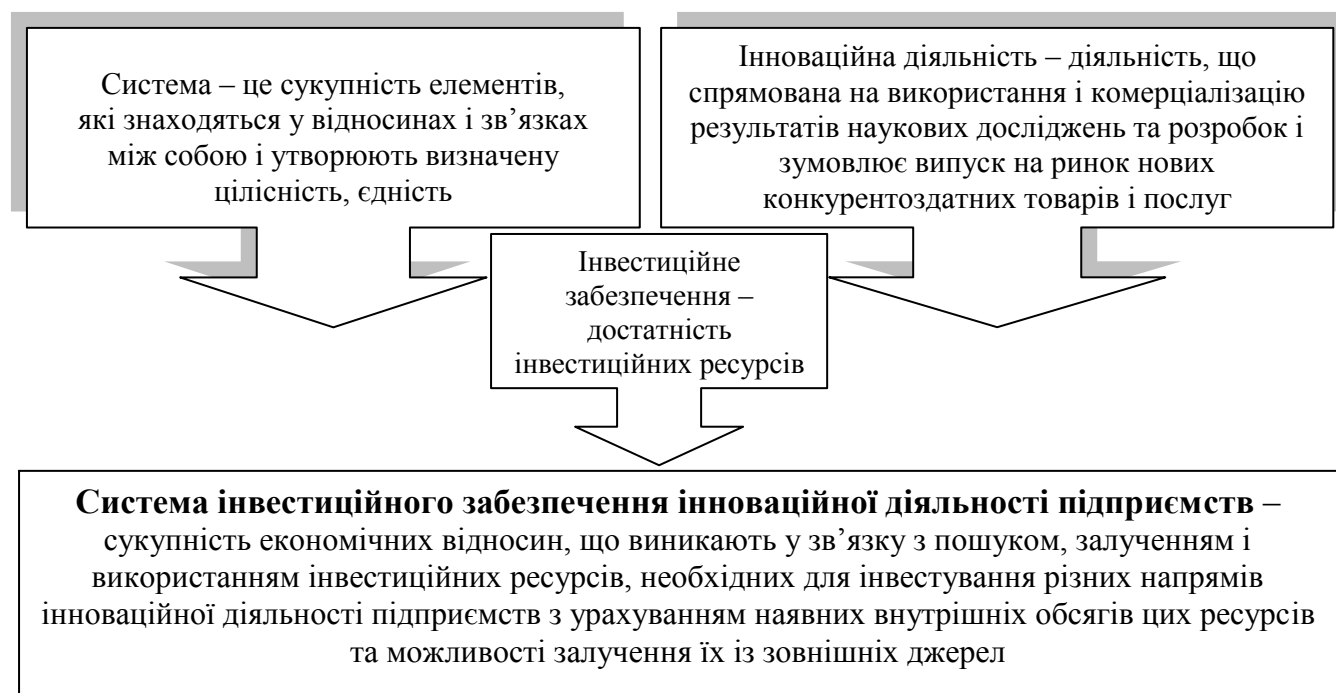 Система – це сукупність елементів,
які знаходяться у відносинах і зв’язках
між собою і утворюють визначену
цілісність, єдність
Інноваційна діяльність – діяльність, що
спрямована на використання і комерціалізацію
результатів наукових досліджень та розробок і
зумовлює випуск на ринок нових
конкурентоздатних товарів і послуг
Інвестиційне
забезпечення –
достатність
інвестиційних ресурсів
Система інвестиційного забезпечення інноваційної діяльності підприємств –
сукупність економічних відносин, що виникають у зв’язку з пошуком, залученням і
використанням інвестиційних ресурсів, необхідних для інвестування різних напрямів
інноваційної діяльності підприємств з урахуванням наявних внутрішніх обсягів цих ресурсів
та можливості залучення їх із зовнішніх джерел